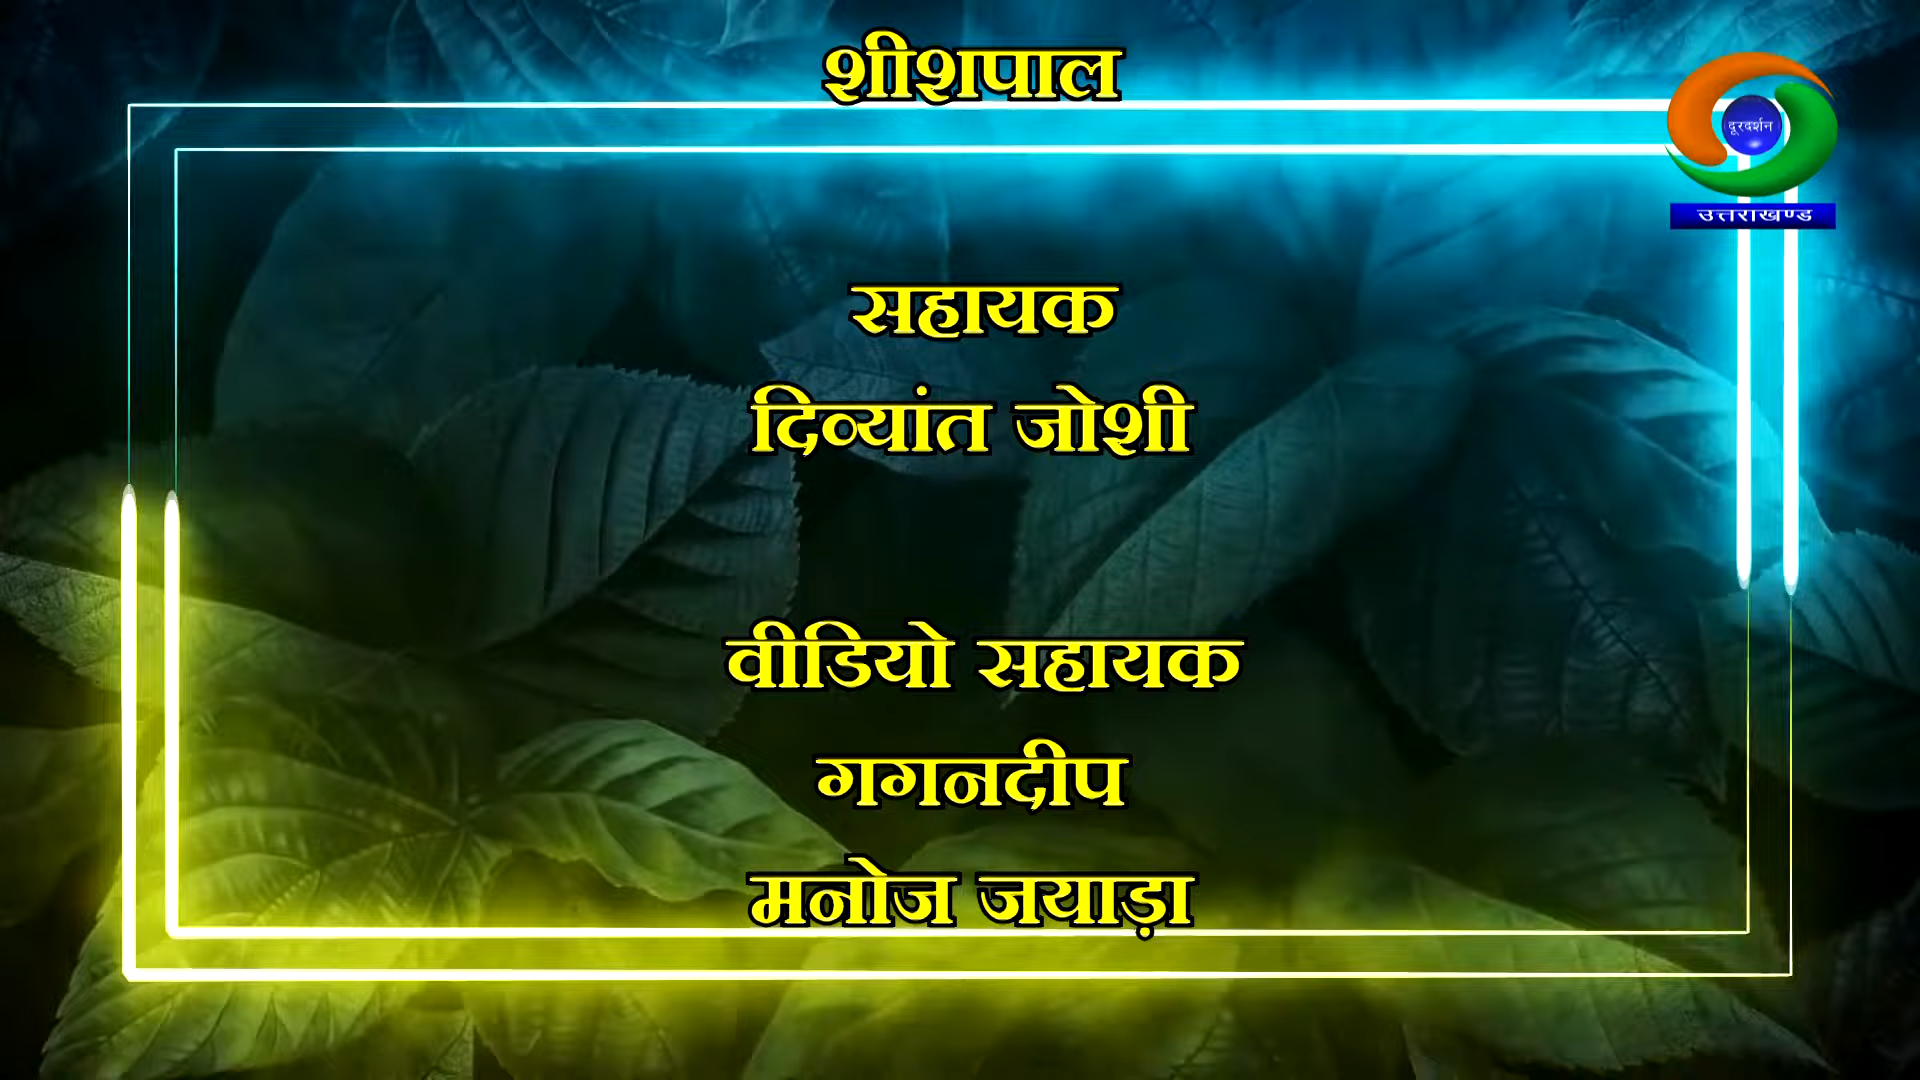 शीशपाल
दूरदर्शन
उत्तराखण्ड
सहायक
दिव्यांत जोशी
वीडियो सहायक
गगनदीप
मनोज जयाड़ा